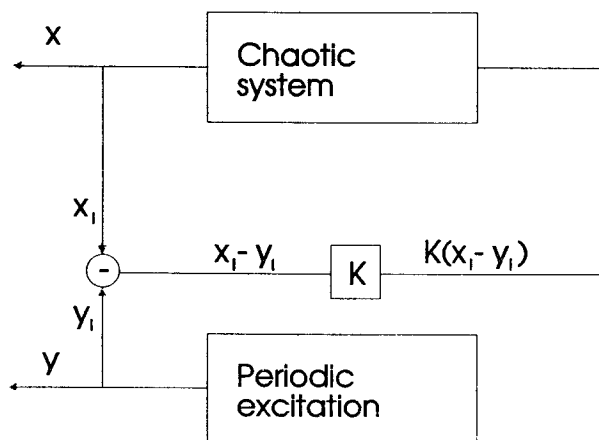 x
Chaotic
system
x₁
-
x₁- y₁
K
K(x₁- y₁)
y₁
y
Periodic
excitation